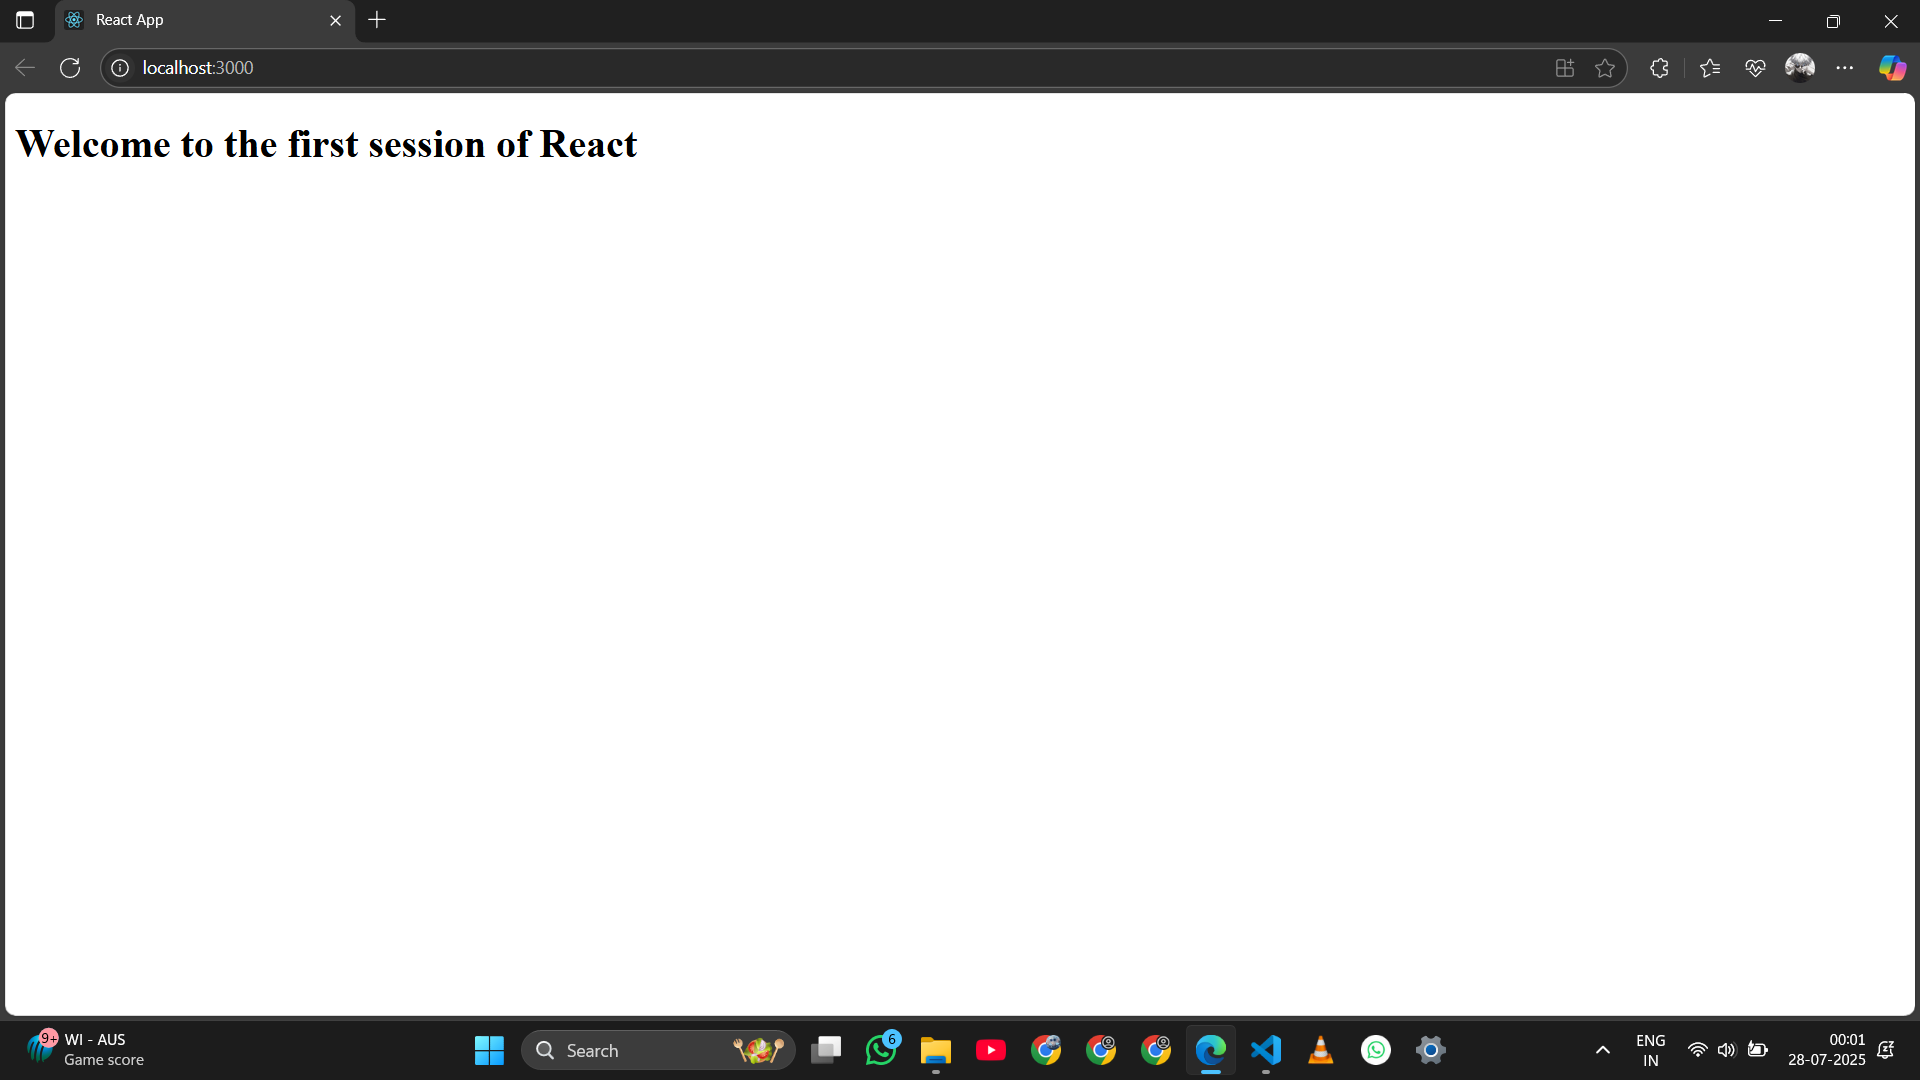 React App
localhost:3000
Welcome to the first session of React
9+
WI - AUS
Game score
Search
6
ENG
IN
00:01
28-07-2025